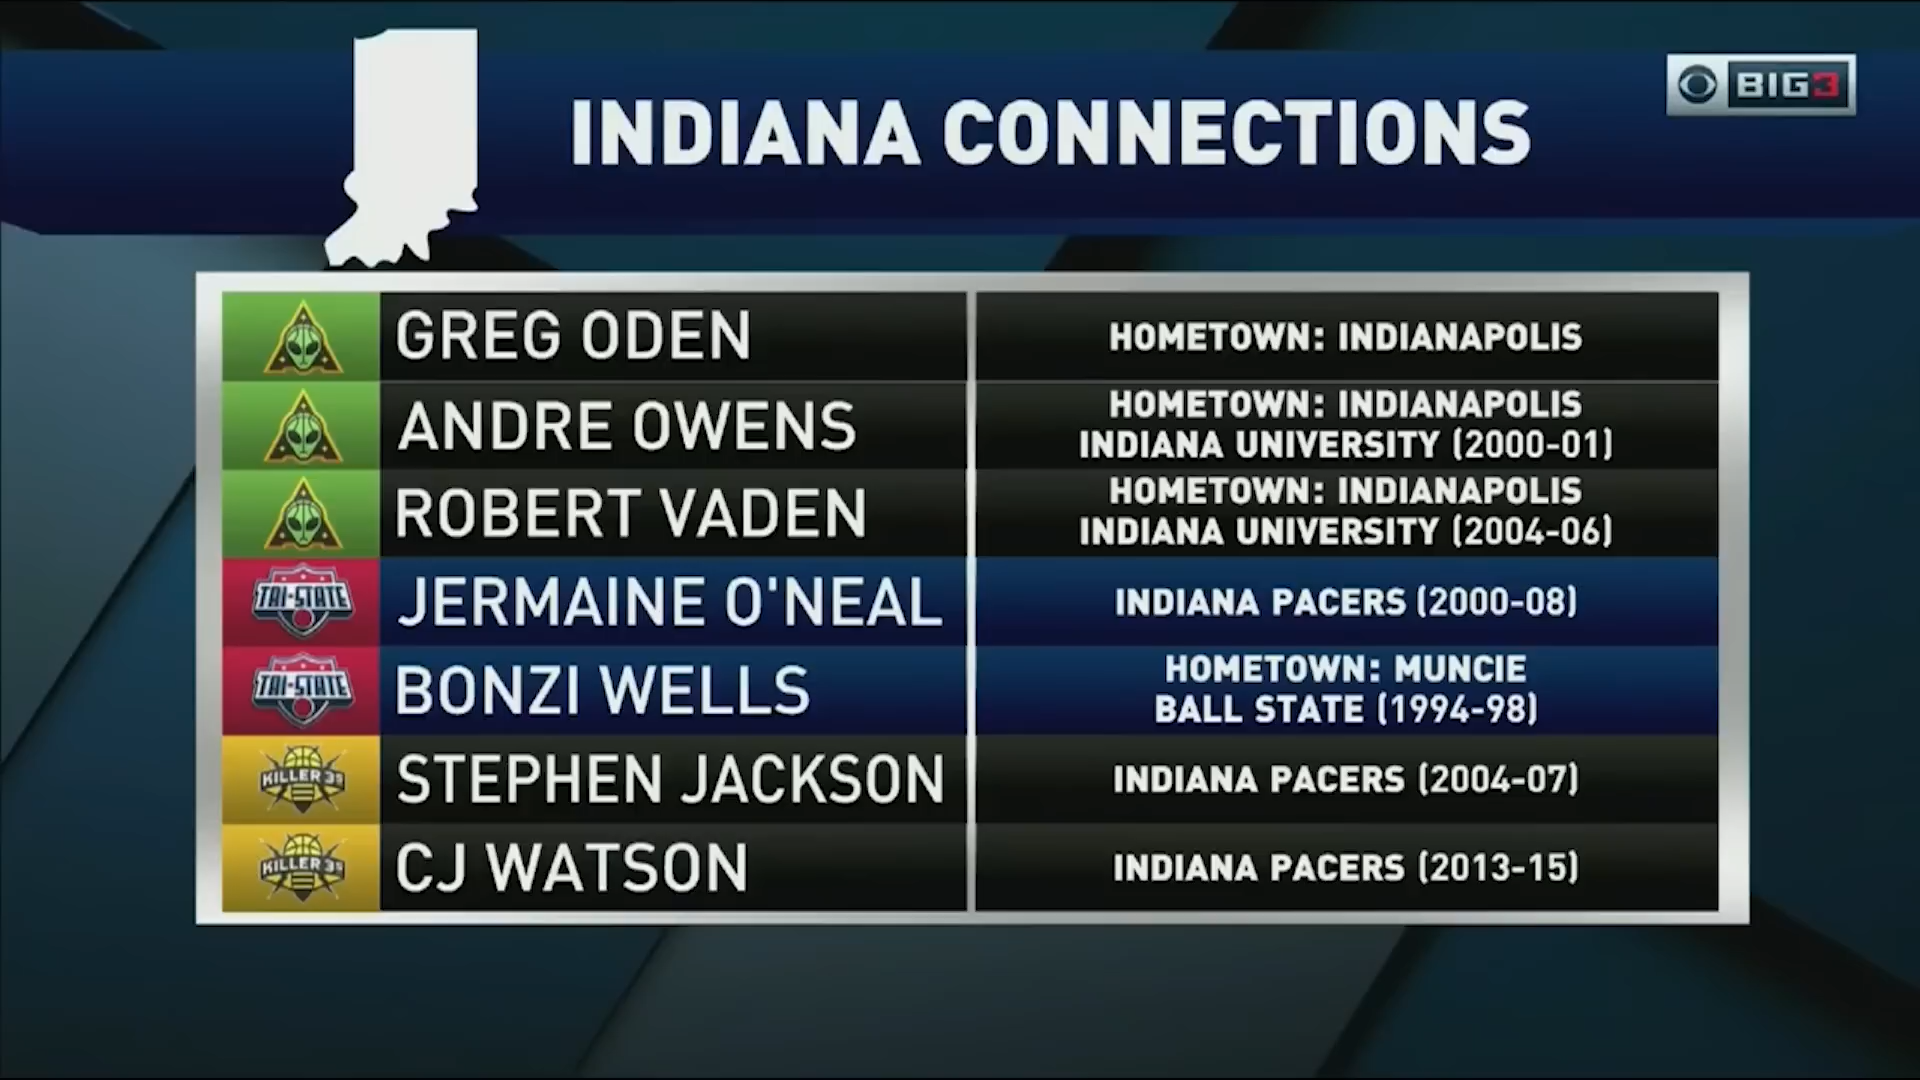 INDIANA CONNECTIONS
BIG3
GREG ODEN
HOMETOWN: INDIANAPOLIS
ANDRE OWENS
HOMETOWN: INDIANAPOLIS
INDIANA UNIVERSITY (2000-01)
ROBERT VADEN
HOMETOWN: INDIANAPOLIS
INDIANA UNIVERSITY (2004-06)
TRI-STATE
JERMAINE O'NEAL
INDIANA PACERS (2000-08)
TRI-STATE
BONZI WELLS
HOMETOWN: MUNCIE
BALL STATE (1994-98)
KILLER 3s
STEPHEN JACKSON
INDIANA PACERS (2004-07)
KILLER 3s
CJ WATSON
INDIANA PACERS (2013-15)